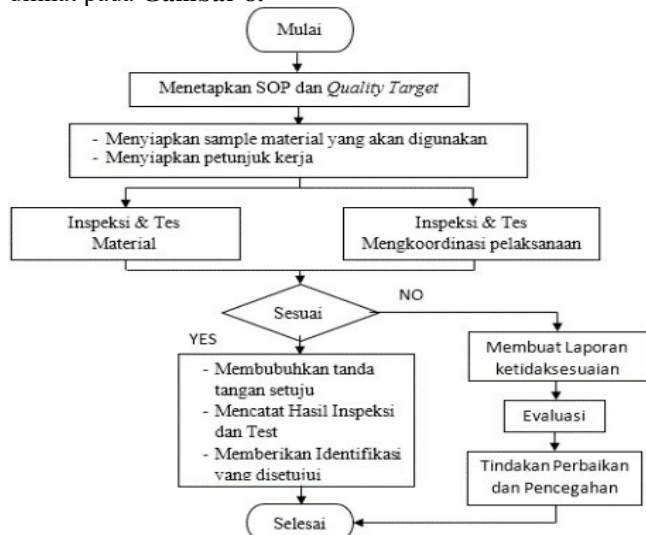 Mulai
Menetapkan SOP dan Quality Target
- Menyiapkan sample material yang akan digunakan
- Menyiapkan petunjuk kerja
Inspeksi & Tes
Material
Inspeksi & Tes
Mengkoordinasi pelaksanaan
Sesuai
NO
YES
- Membubuhkan tanda
tangan setuju
- Mencatat Hasil Inspeksi
dan Test
- Memberikan Identifikasi
yang disetujui
Membuat Laporan
ketidaksesuaian
Evaluasi
Tindakan Perbaikan
dan Pencegahan
Selesai